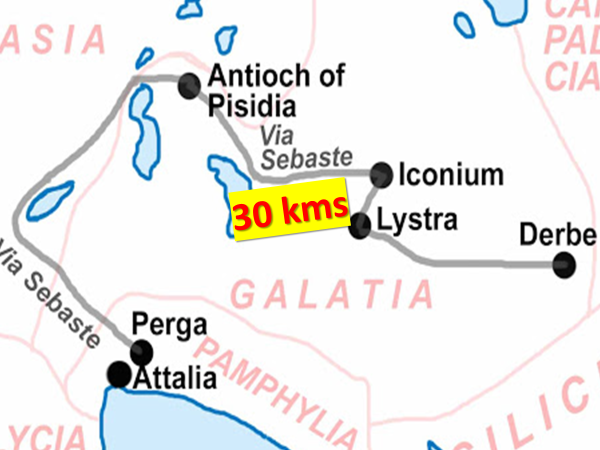 ASIA
CAP
PAD
CIA
Antioch of
Pisidia
Via
Sebaste
Iconium
30 kms
Lystra
Derbe
Via Sebaste
GALATIA
Perga
Attalia
PAMPHYLIA
LYCIA
SILIC